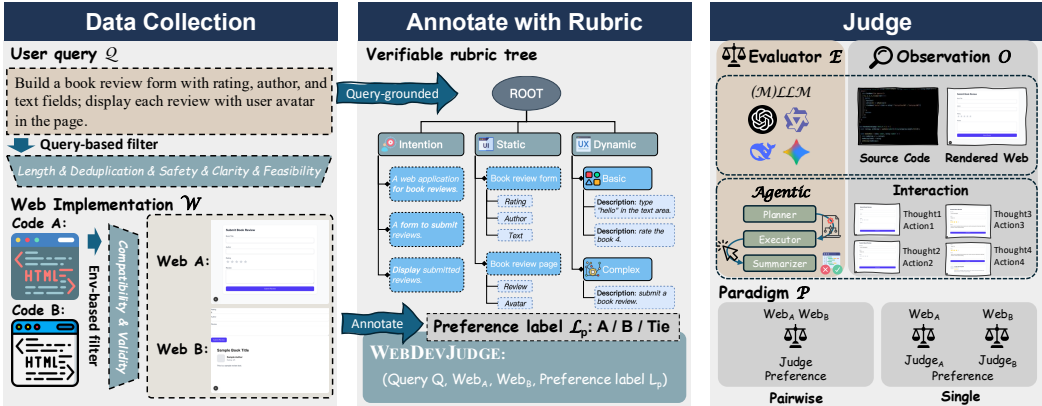 Data Collection
User query Q
Build a book review form with rating, author, and
text fields; display each review with user avatar
in the page.
Query-based filter
Length & Deduplication & Safety & Clarity & Feasibility
Web Implementation W
Code A:
HTML
Code B:
HTML
Env-based filter
Compatibility & Validity
Web A:
Submit Book Review
Web B:
Sample Book Title
Annotate with Rubric
Verifiable rubric tree
Query-grounded
ROOT
Intention
A web application
for book reviews.
A form to submit
reviews.
Display submitted
reviews.
UI
Static
Book review form
Rating
Author
Text
Book review page
Review
Avatar
UX
Dynamic
Basic
Description: type
"hello" in the text area.
Description: rate the
book 4.
Complex
Description: submit a
book review.
Annotate
Preference label Lp: A / B / Tie
WEBDEVJUDGE:
(Query Q, WebA, WebB, Preference label Lp)
Judge
Evaluator E
Observation O
(M)LLM
Source Code
Rendered Web
Agentic
Planner
Executor
Summarizer
Interaction
Thought1
Action1
Thought3
Action3
Thought2
Action2
Thought4
Action4
Paradigm P
WebA WebB
Judge
Preference
Pairwise
WebA
WebB
JudgeA
JudgeB
Preference
Single